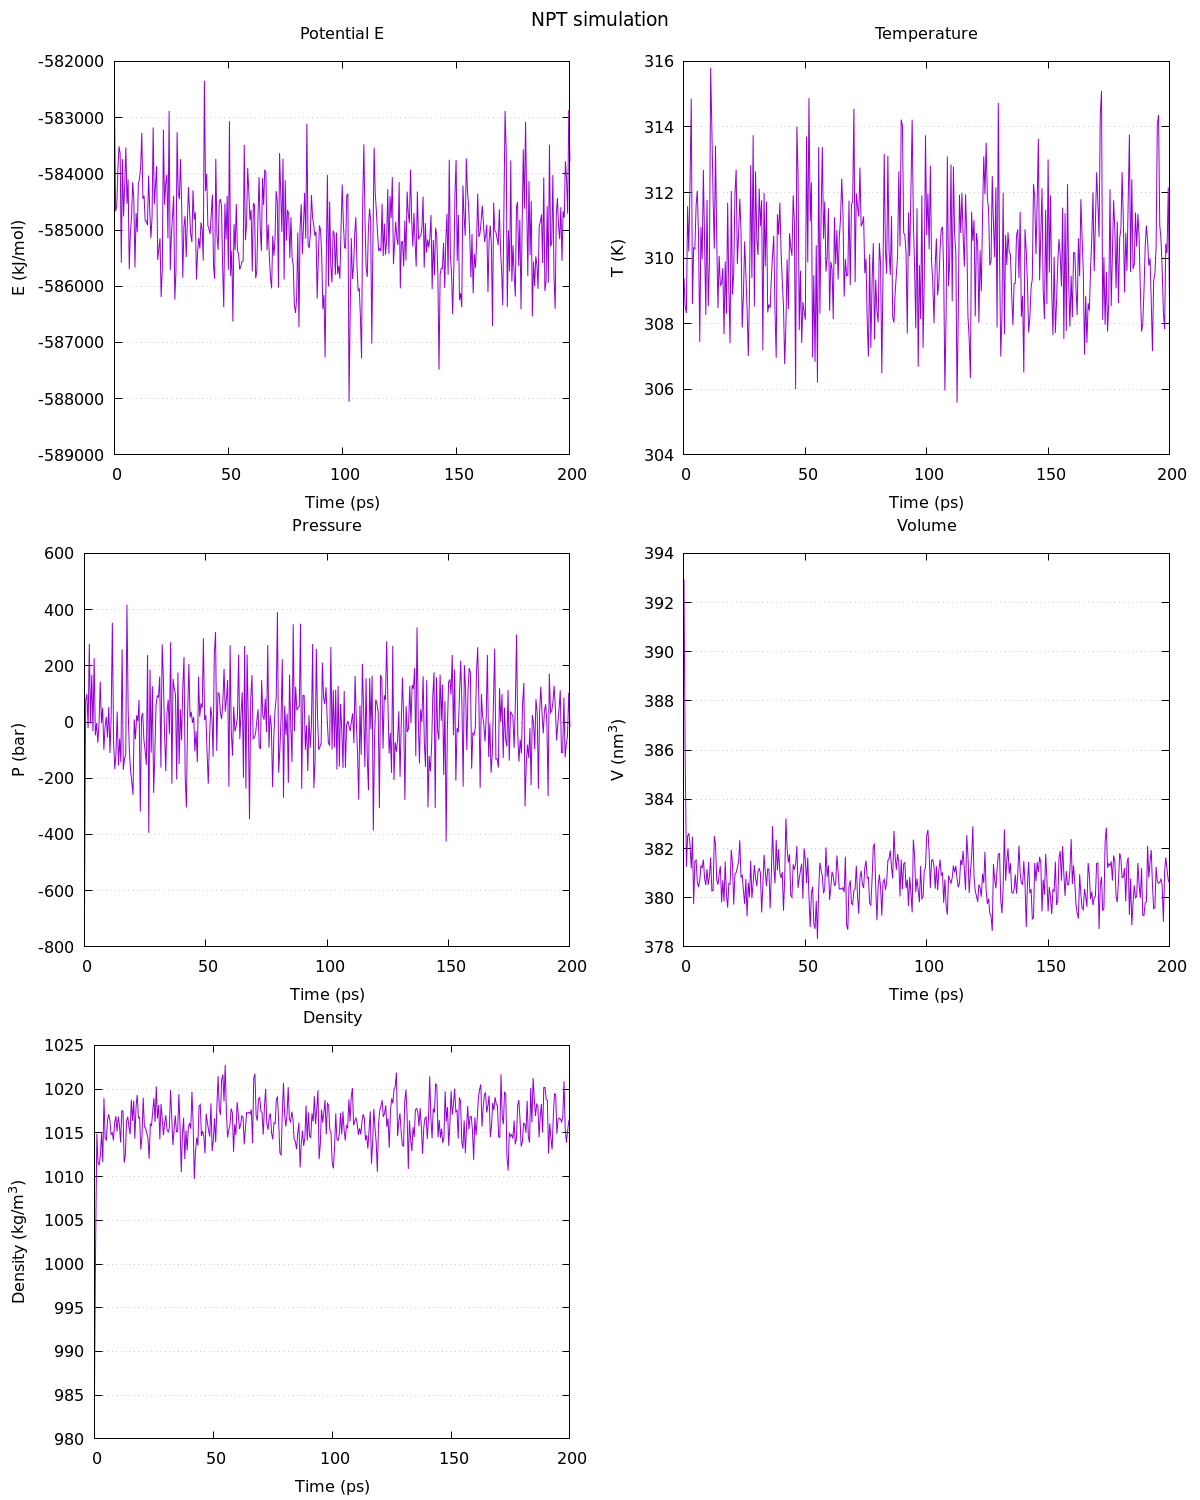 NPT simulation
Potential E
-582000
-583000
-584000
-585000
-586000
-587000
-588000
-589000
E (kJ/mol)
0 50 100 150 200
Time (ps)
Temperature
316
314
312
310
308
306
304
T (K)
0 50 100 150 200
Time (ps)
Pressure
600
400
200
0
-200
-400
-600
-800
P (bar)
0 50 100 150 200
Time (ps)
Volume
394
392
390
388
386
384
382
380
378
V (nm³)
0 50 100 150 200
Time (ps)
Density
1025
1020
1015
1010
1005
1000
995
990
985
980
Density (kg/m³)
0 50 100 150 200
Time (ps)